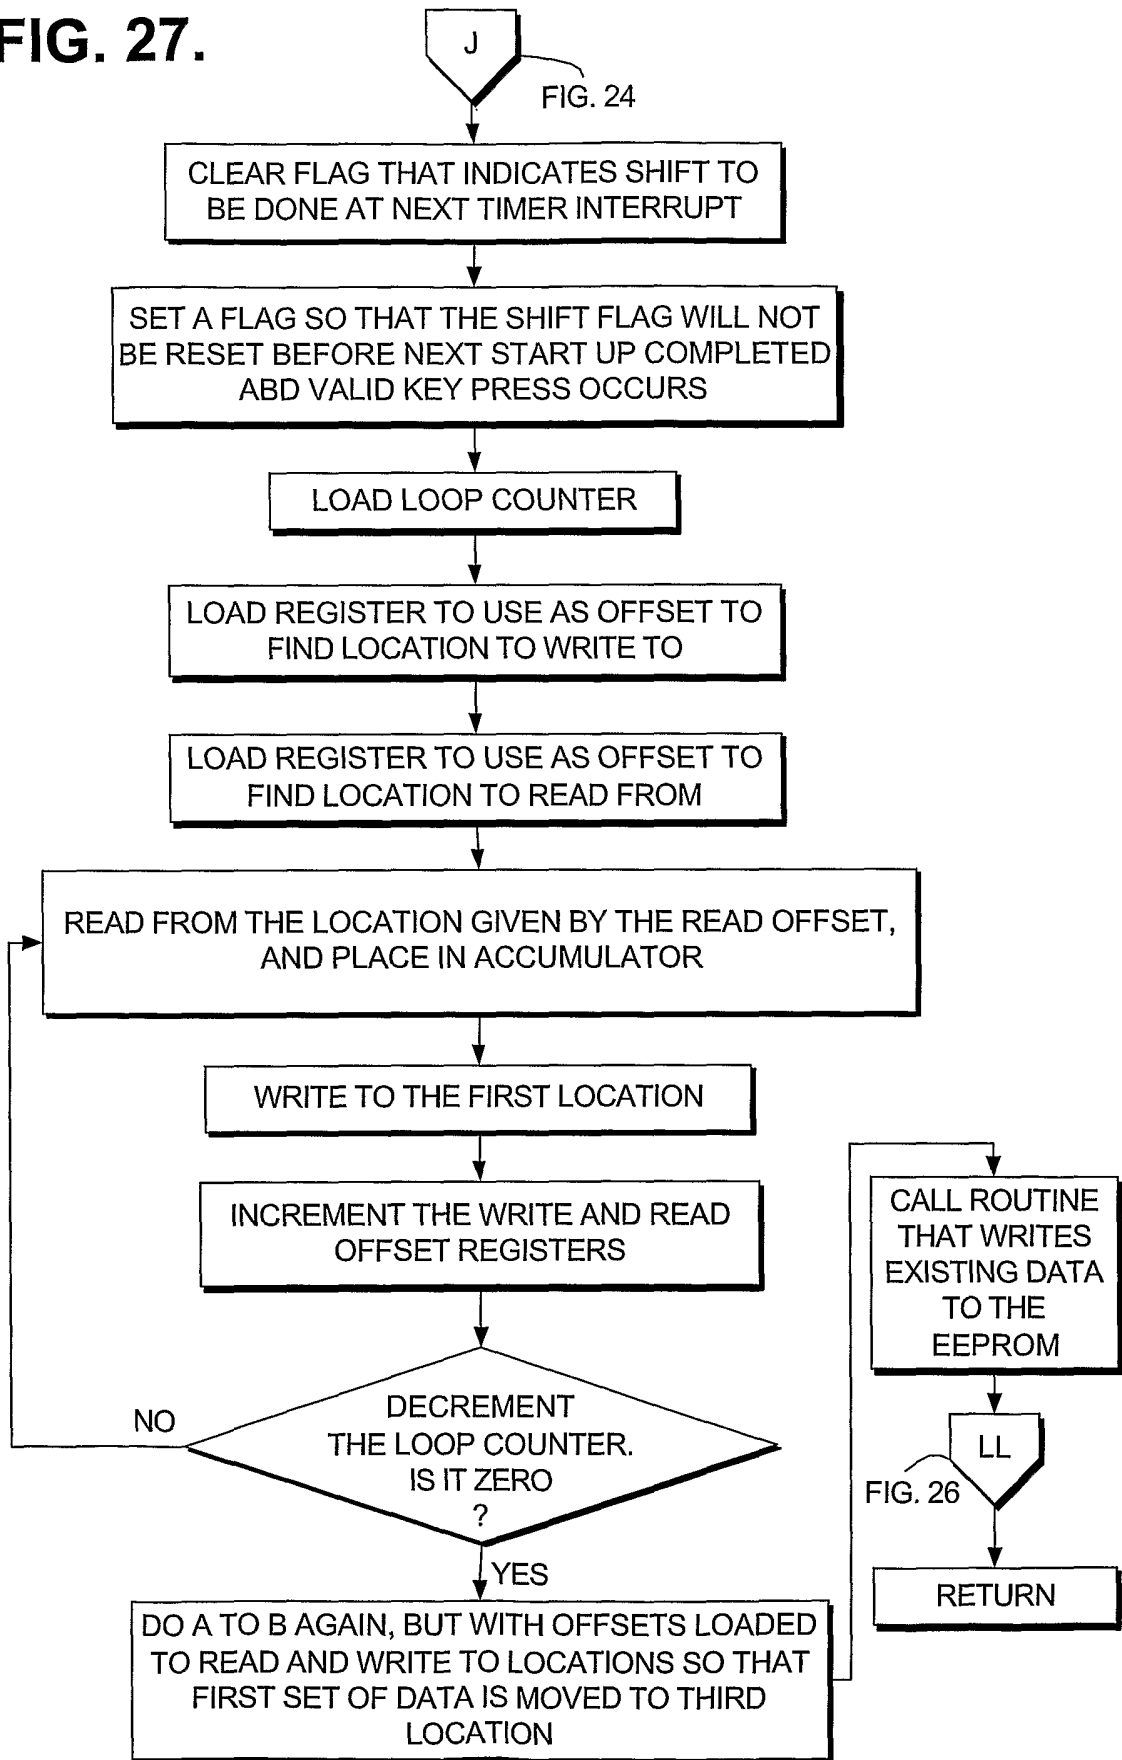 FIG. 27.
J
FIG. 24
CLEAR FLAG THAT INDICATES SHIFT TO
BE DONE AT NEXT TIMER INTERRUPT
SET A FLAG SO THAT THE SHIFT FLAG WILL NOT
BE RESET BEFORE NEXT START UP COMPLETED
ABD VALID KEY PRESS OCCURS
LOAD LOOP COUNTER
LOAD REGISTER TO USE AS OFFSET TO
FIND LOCATION TO WRITE TO
LOAD REGISTER TO USE AS OFFSET TO
FIND LOCATION TO READ FROM
READ FROM THE LOCATION GIVEN BY THE READ OFFSET,
AND PLACE IN ACCUMULATOR
WRITE TO THE FIRST LOCATION
INCREMENT THE WRITE AND READ
OFFSET REGISTERS
DECREMENT
THE LOOP COUNTER.
IS IT ZERO
?
NO
YES
DO A TO B AGAIN, BUT WITH OFFSETS LOADED
TO READ AND WRITE TO LOCATIONS SO THAT
FIRST SET OF DATA IS MOVED TO THIRD
LOCATION
CALL ROUTINE
THAT WRITES
EXISTING DATA
TO THE
EEPROM
LL
FIG. 26
RETURN